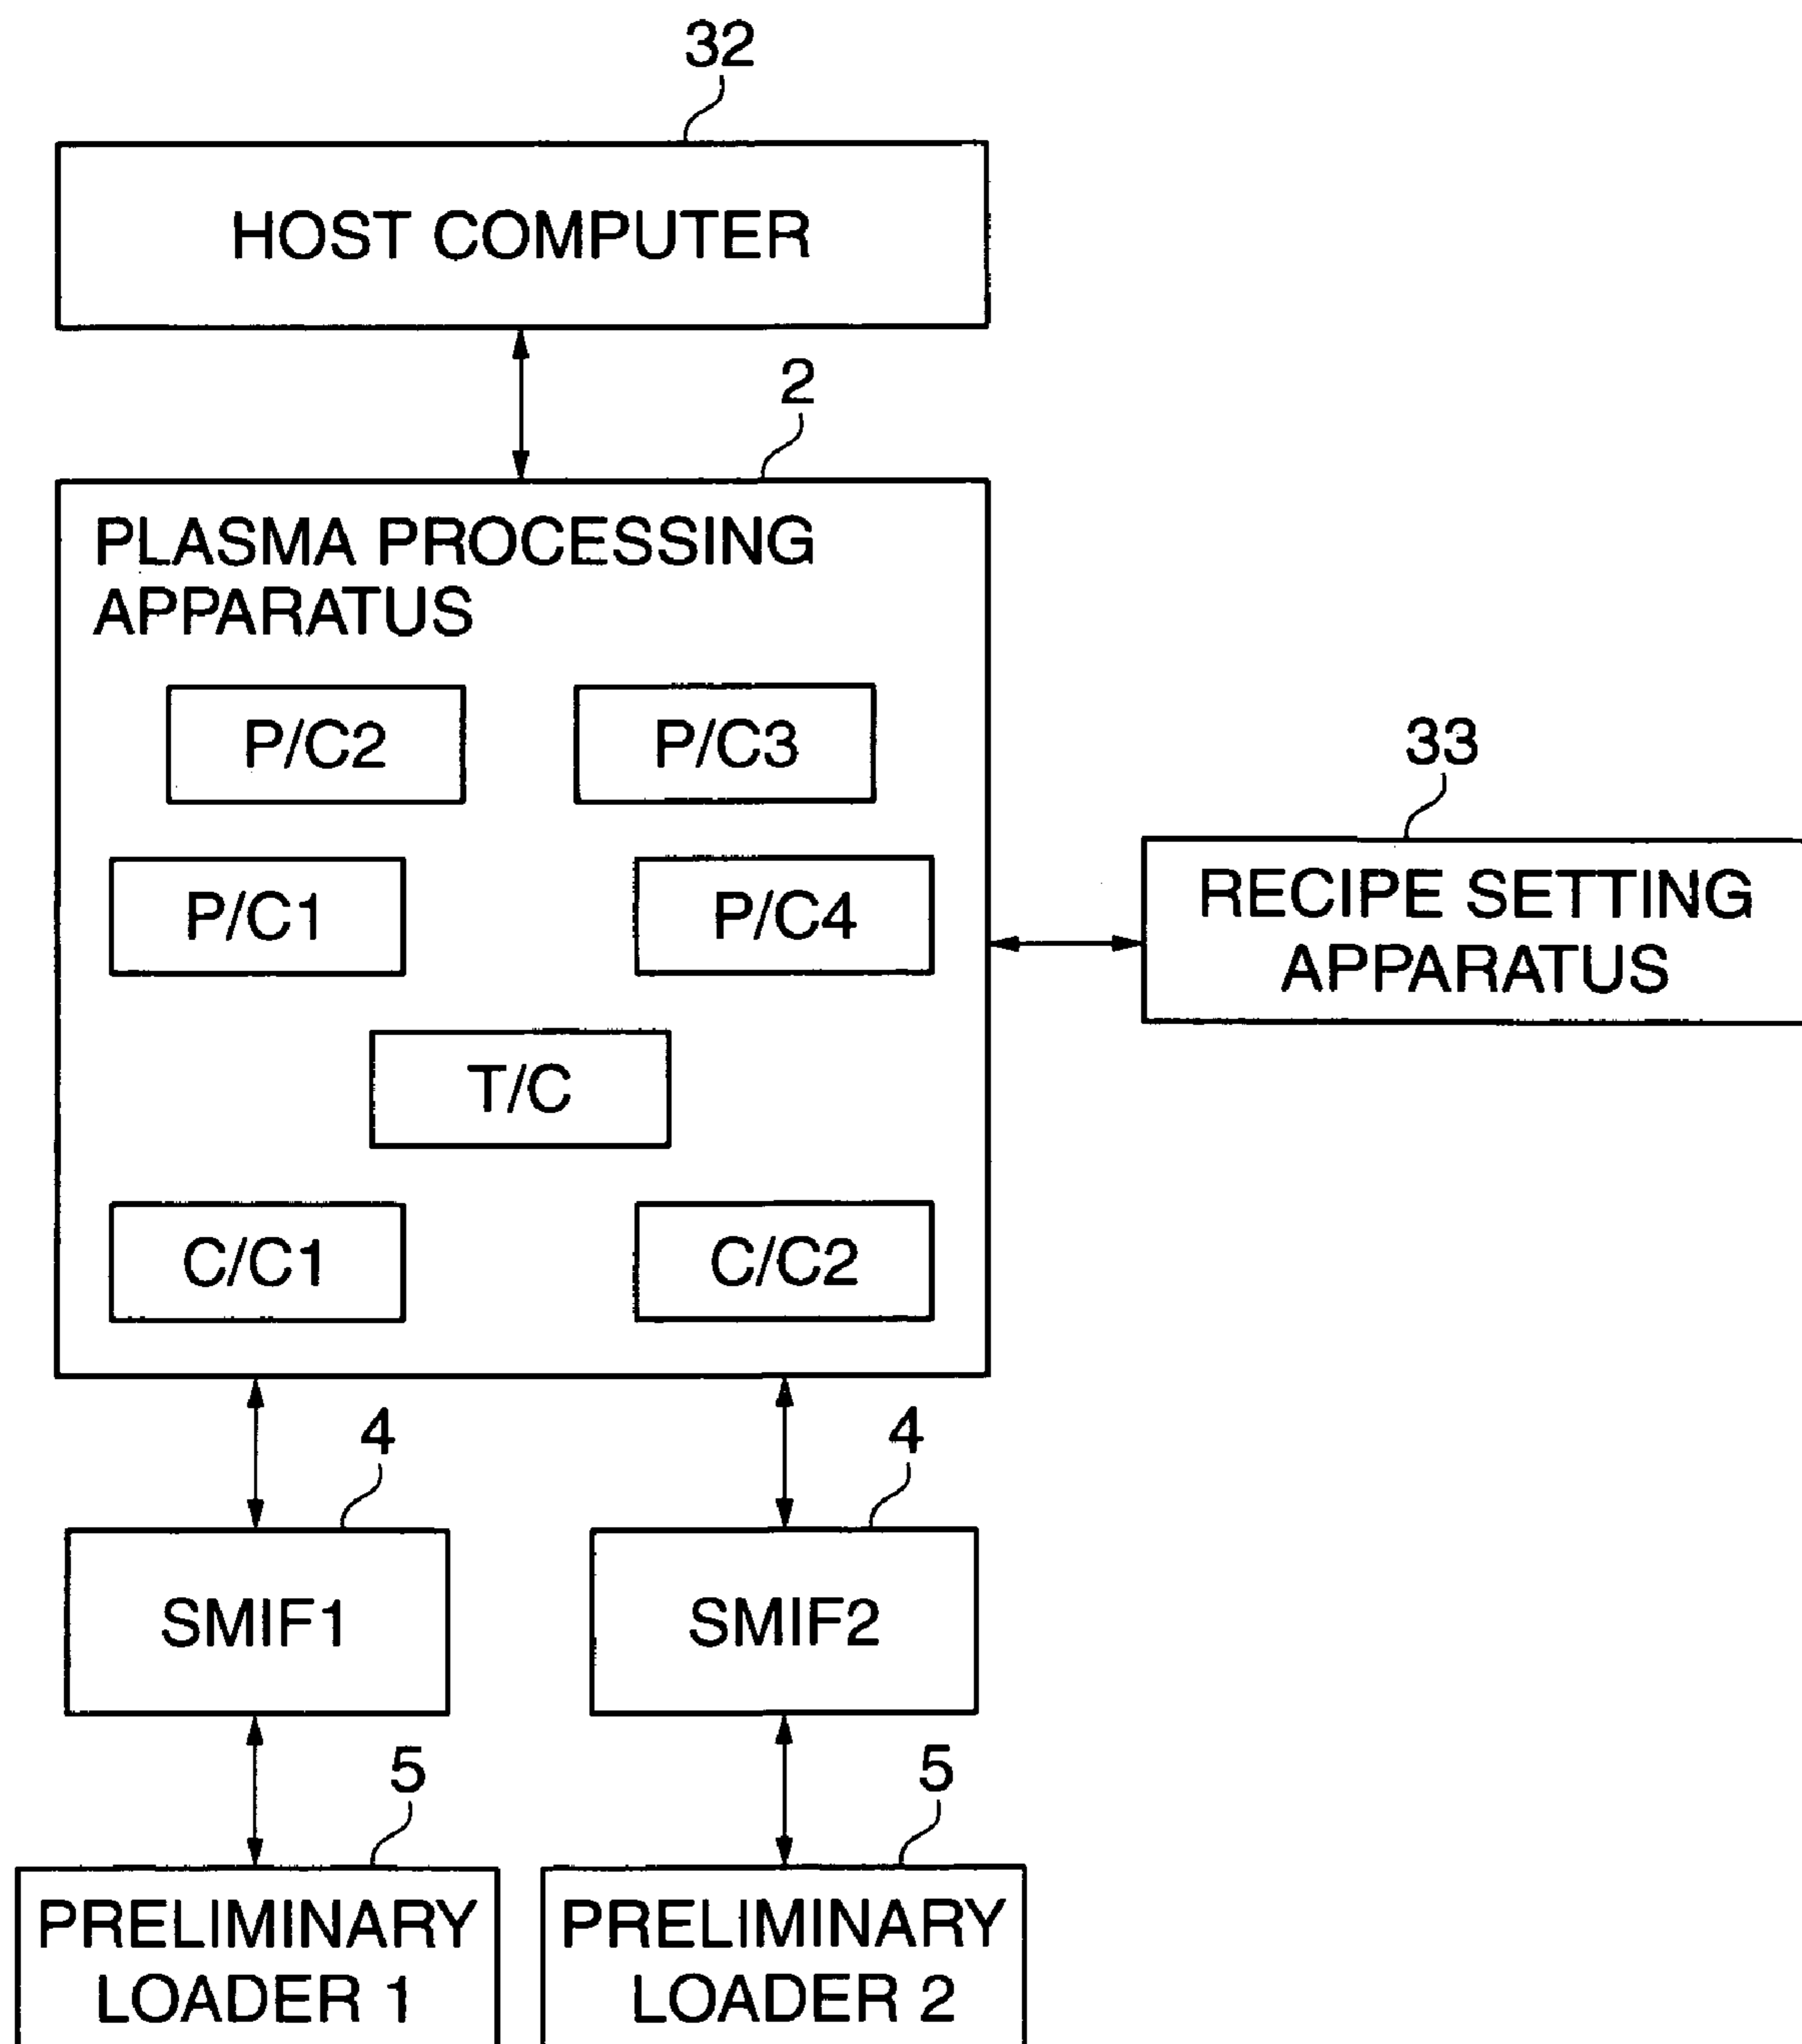 32
HOST COMPUTER
2
PLASMA PROCESSING
APPARATUS
P/C2
P/C3
P/C1
P/C4
T/C
C/C1
C/C2
33
RECIPE SETTING
APPARATUS
4
4
SMIF1
SMIF2
5
5
PRELIMINARY
LOADER 1
PRELIMINARY
LOADER 2